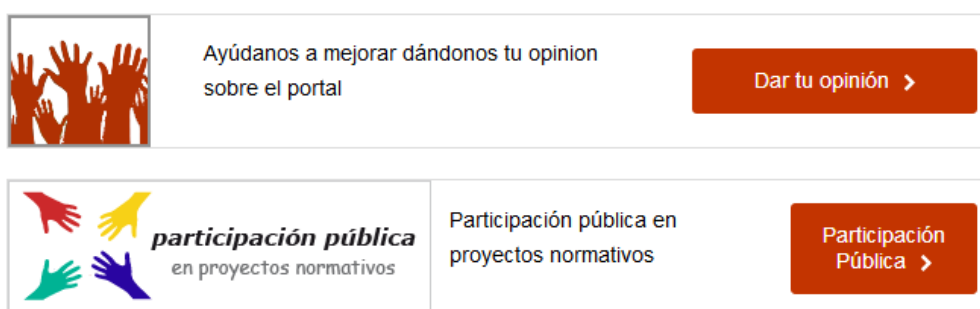 Ayúdanos a mejorar dándonos tu opinion
sobre el portal
Dar tu opinión
participación pública
en proyectos normativos
Participación pública en
proyectos normativos
Participación
Pública